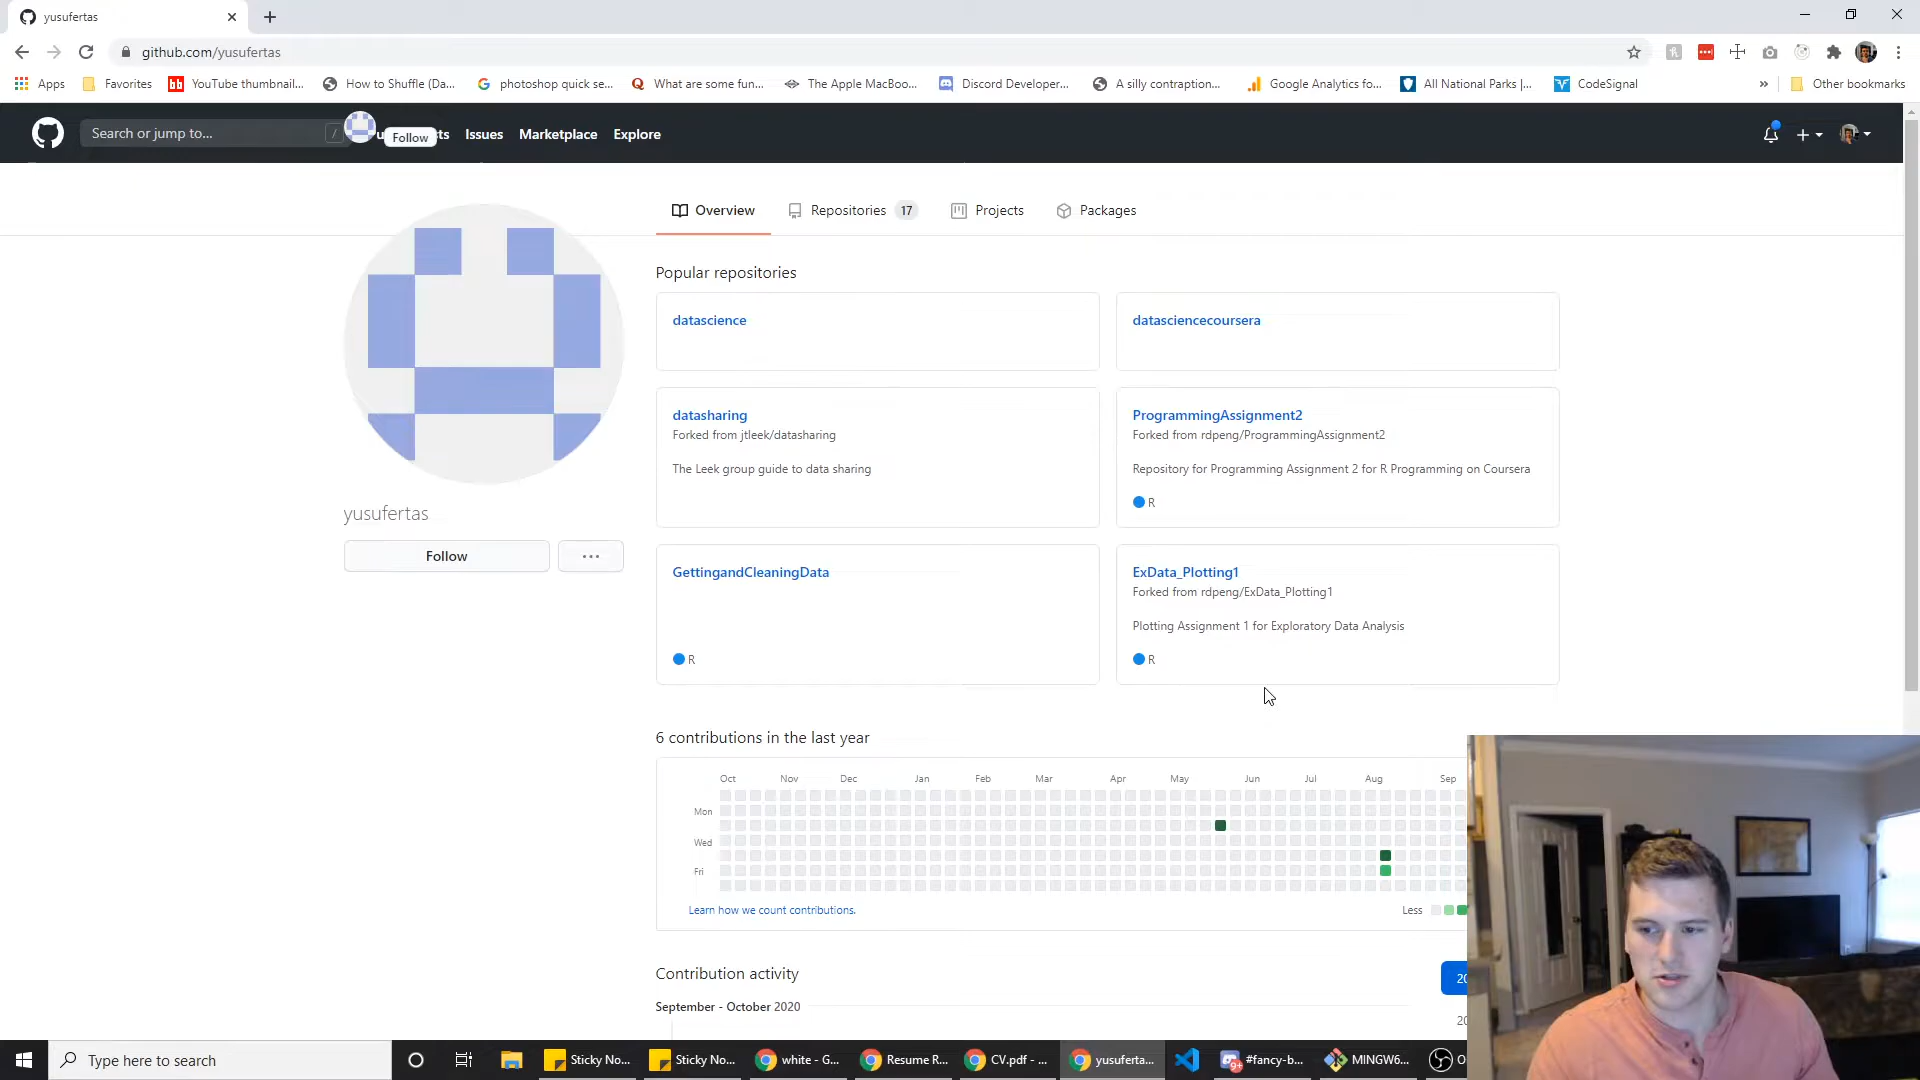 yusufertas
github.com/yusufertas
Apps
Favorites
YouTube thumbnail...
How to Shuffle (Da...
photoshop quick se...
What are some fun...
The Apple MacBoo...
Discord Developer...
A silly contraption...
Google Analytics fo...
All National Parks |...
CodeSignal
»
Other bookmarks
Search or jump to...
/
Follow
Issues
Marketplace
Explore
Overview
Repositories 17
Projects
Packages
Popular repositories
datascience
datasciencecoursera
datasharing
Forked from jtleek/datasharing
The Leek group guide to data sharing
ProgrammingAssignment2
Forked from rdpeng/ProgrammingAssignment2
Repository for Programming Assignment 2 for R Programming on Coursera
R
yusufertas
Follow
...
GettingandCleaningData
R
ExData_Plotting1
Forked from rdpeng/ExData_Plotting1
Plotting Assignment 1 for Exploratory Data Analysis
R
6 contributions in the last year
Oct Nov Dec Jan Feb Mar Apr May Jun Jul Aug Sep
Mon
Wed
Fri
Learn how we count contributions.
Less
Contribution activity
September - October 2020
Type here to search
Sticky No...
Sticky No...
white - G...
Resume R...
CV.pdf - ...
yusuferta...
#fancy-b...
MINGW6...